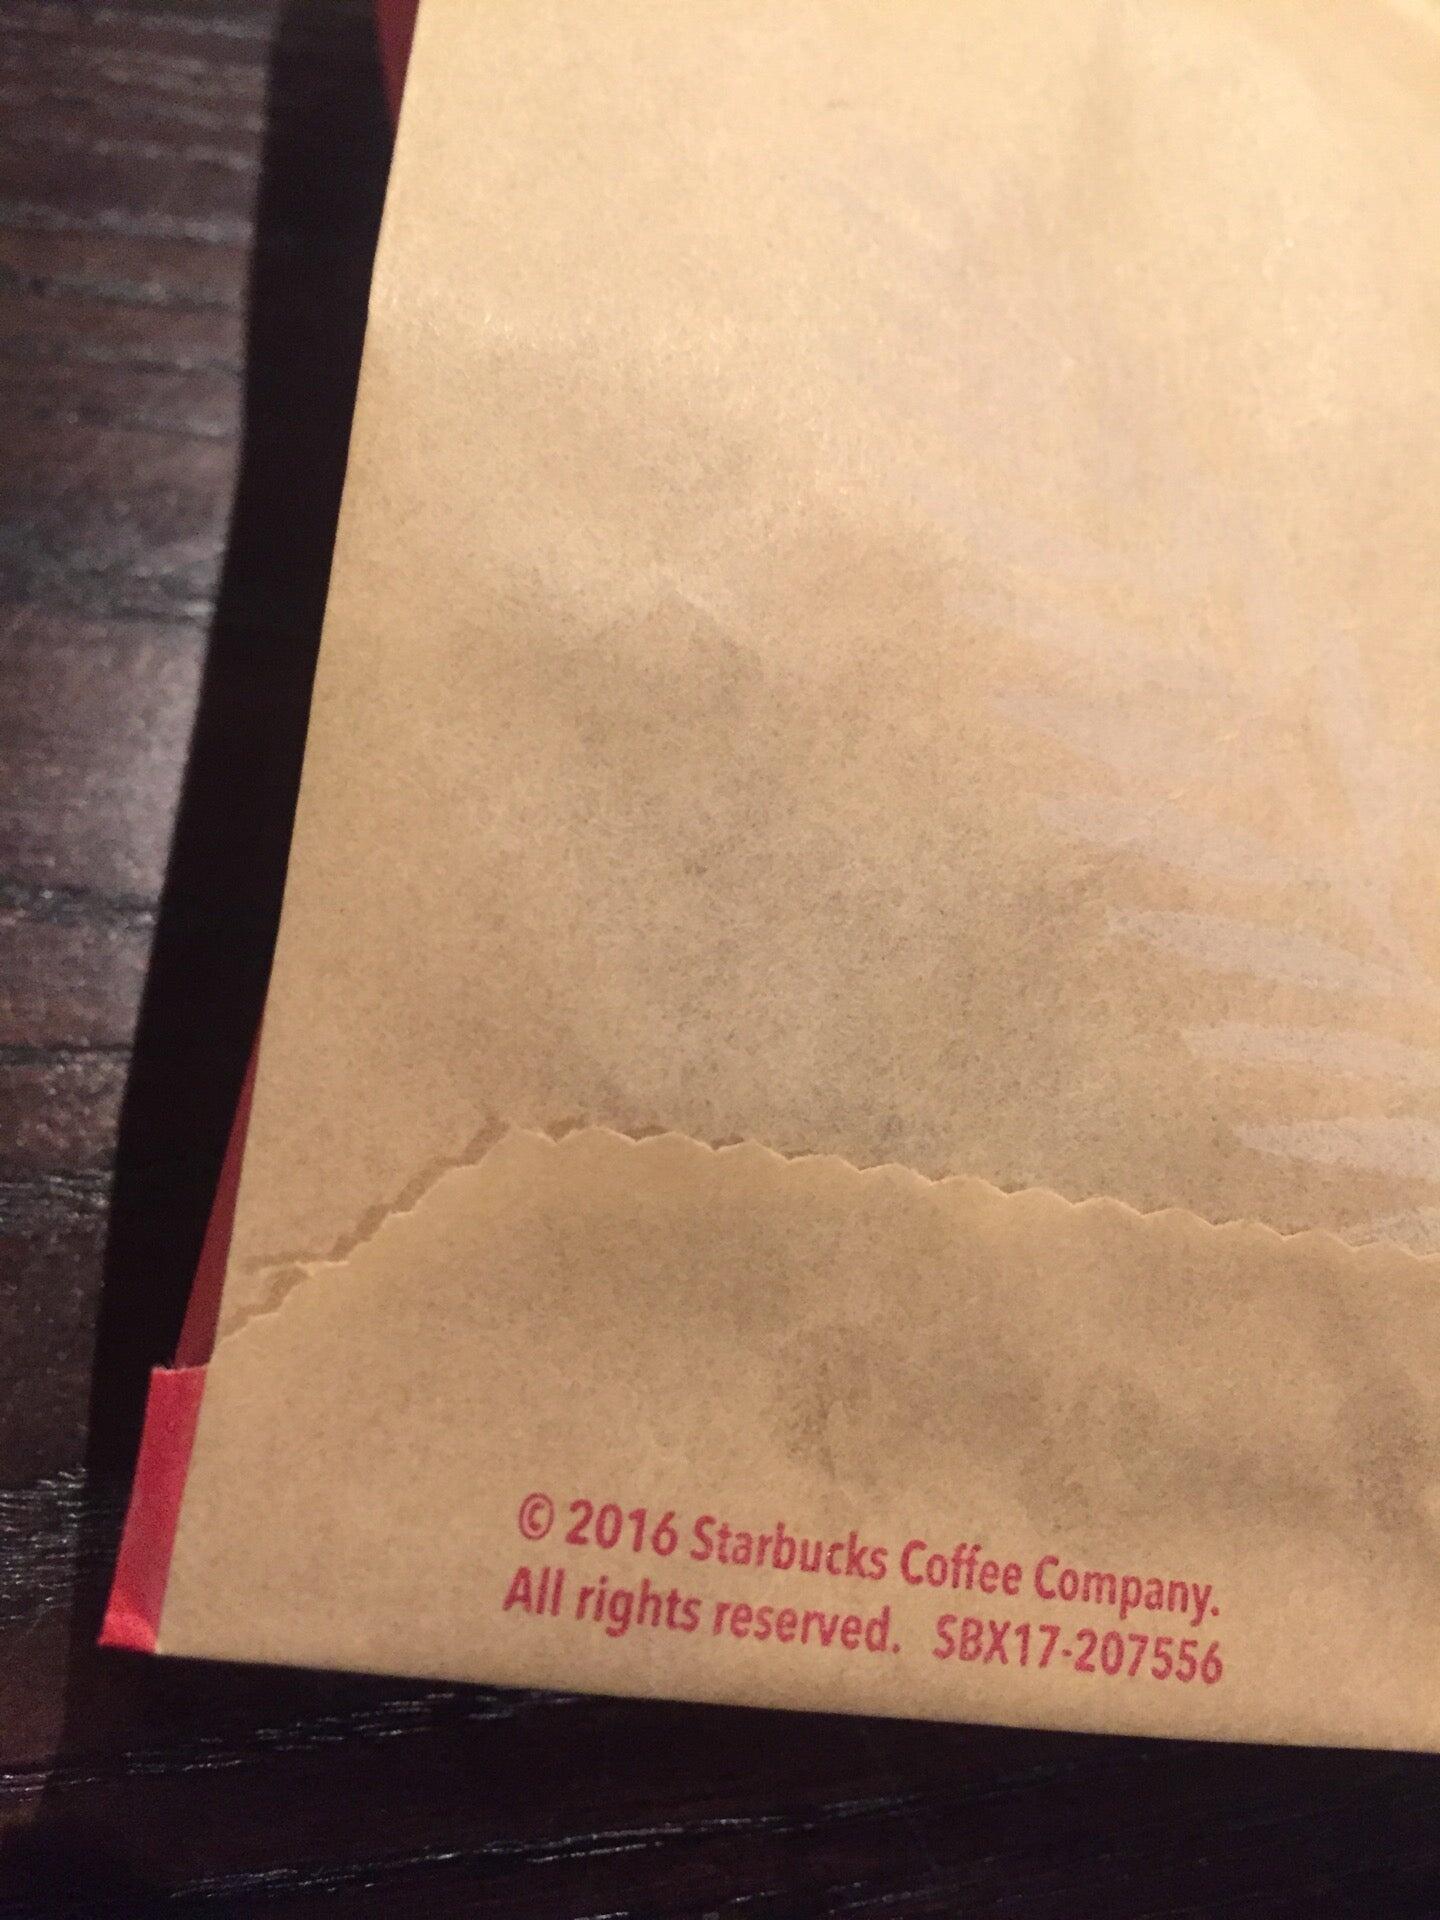 © 2016 Starbucks Coffee Company.
All rights reserved. SBX17-207556